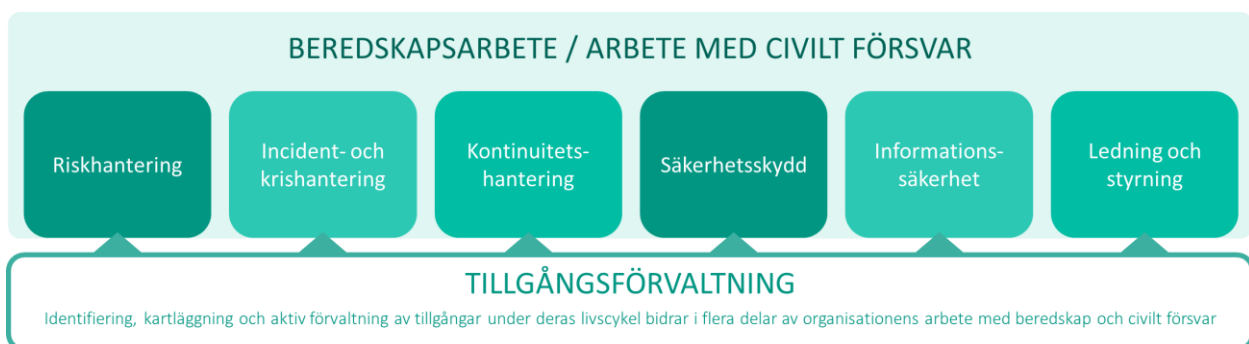 BEREDSKAPSARBETE / ARBETE MED CIVILT FÖRSVAR
Riskhantering
Incident- och
krishantering
Kontinuitets-
hantering
Säkerhetsskydd
Informations-
säkerhet
Ledning och
styrning
TILLGÅNGSFÖRVALTNING
Identifiering, kartläggning och aktiv förvaltning av tillgångar under deras livscykel bidrar i flera delar av organisationens arbete med beredskap och civilt försvar